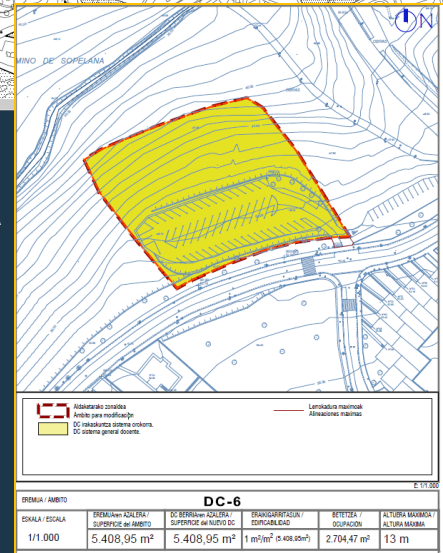 N
MINO DE SOPELANA
Aldaketarako zonaldea
Ámbito para modificación
DC irakaskuntza sistema orokorra.
DC sistema general docente.
Lerrokadura maximoak
Alineaciones máximas
E: 1/1.000
EREMUA / ÁMBITO
DC-6
ESKALA / ESCALA
1/1.000
EREMUAren AZALERA /
SUPERFICIE del ÁMBITO
5.408,95 m²
DC BERRIAren AZALERA /
SUPERFICIE del NUEVO DC
5.408,95 m²
ERAIKIGARRITASUN /
EDIFICABILIDAD
1 m²/m² (5.408,95m²)
BETETZEA /
OCUPACIÓN
2.704,47 m²
ALTUERA MAXIMOA /
ALTURA MÁXIMA
13 m